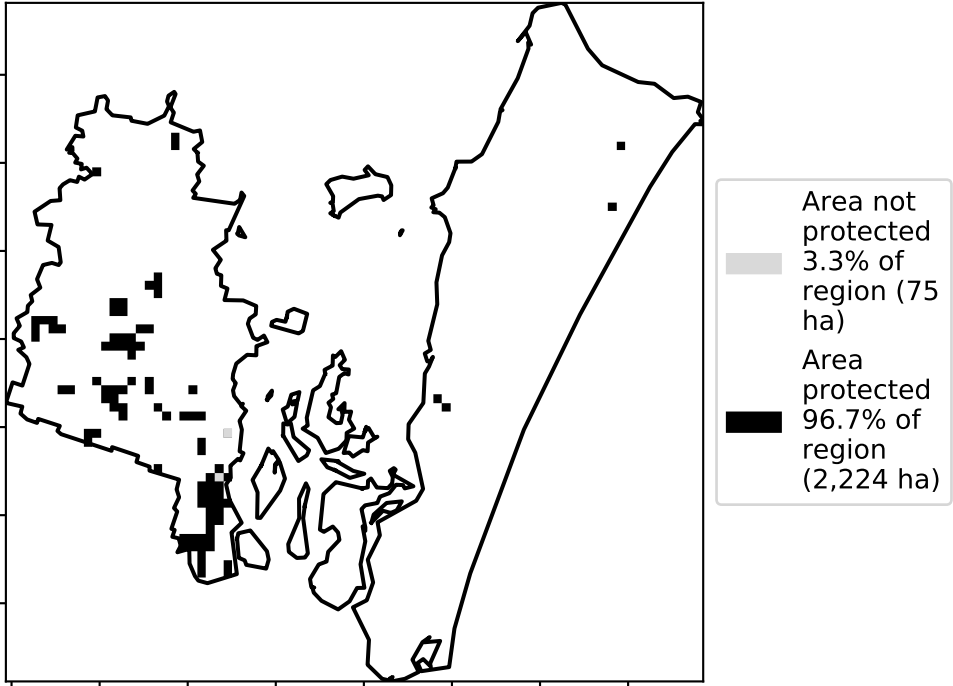 Area not
protected
3.3% of
region (75
ha)
Area
protected
96.7% of
region
(2,224 ha)